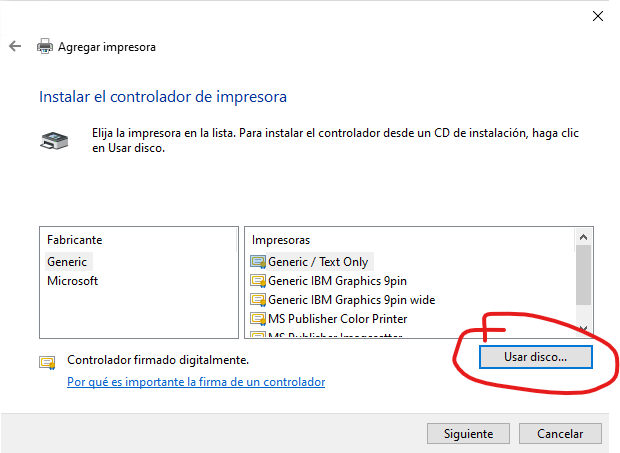 Agregar impresora
Instalar el controlador de impresora
Elija la impresora en la lista. Para instalar el controlador desde un CD de instalación, haga clic
en Usar disco.
Fabricante
Generic
Microsoft
Impresoras
Generic / Text Only
Generic IBM Graphics 9pin
Generic IBM Graphics 9pin wide
MS Publisher Color Printer
MS Publisher Imagesetter
Usar disco...
Controlador firmado digitalmente.
Por qué es importante la firma de un controlador
Siguiente
Cancelar